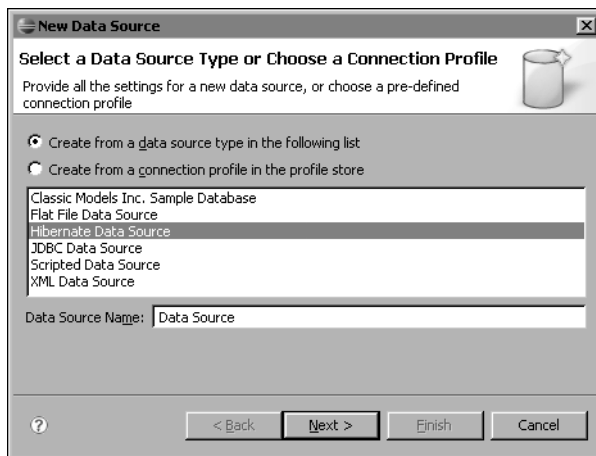 New Data Source
Select a Data Source Type or Choose a Connection Profile
Provide all the settings for a new data source, or choose a pre-defined
connection profile
Create from a data source type in the following list
Create from a connection profile in the profile store
Classic Models Inc. Sample Database
Flat File Data Source
Hibernate Data Source
JDBC Data Source
Scripted Data Source
XML Data Source
Data Source Name: Data Source
? < Back Next > Finish Cancel